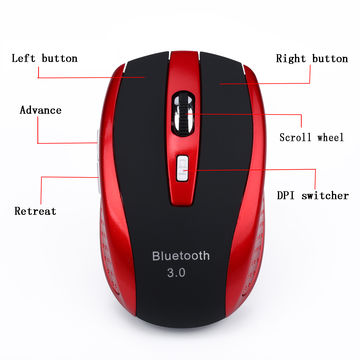 Left button
Right button
Advance
Scroll wheel
DPI switcher
Retreat
Bluetooth
3.0